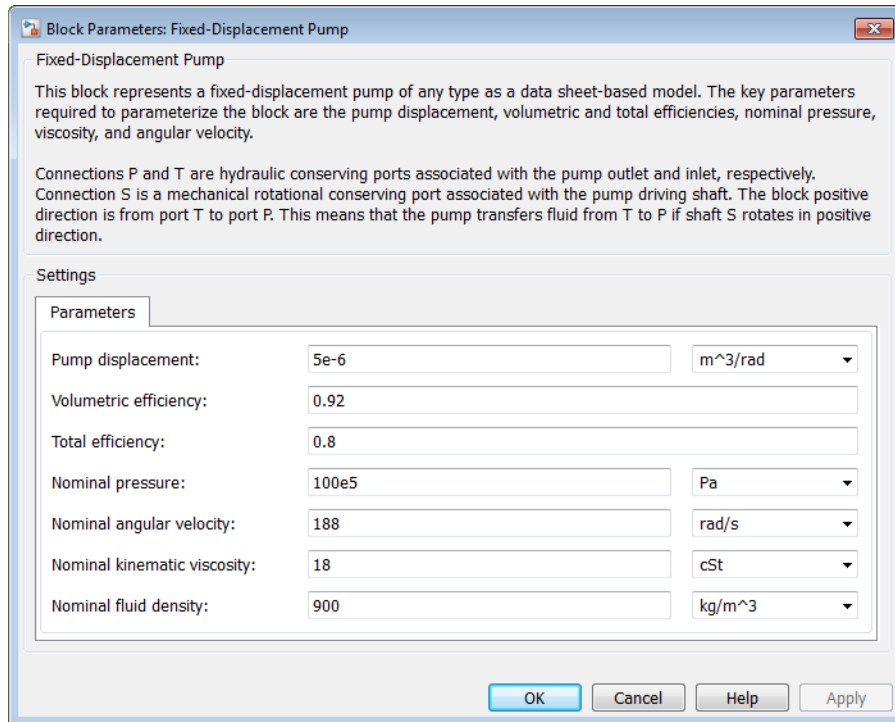 Block Parameters: Fixed-Displacement Pump
Fixed-Displacement Pump
This block represents a fixed-displacement pump of any type as a data sheet-based model. The key parameters
required to parameterize the block are the pump displacement, volumetric and total efficiencies, nominal pressure,
viscosity, and angular velocity.
Connections P and T are hydraulic conserving ports associated with the pump outlet and inlet, respectively.
Connection S is a mechanical rotational conserving port associated with the pump driving shaft. The block positive
direction is from port T to port P. This means that the pump transfers fluid from T to P if shaft S rotates in positive
direction.
Settings
Parameters
Pump displacement: 5e-6 m^3/rad
Volumetric efficiency: 0.92
Total efficiency: 0.8
Nominal pressure: 100e5 Pa
Nominal angular velocity: 188 rad/s
Nominal kinematic viscosity: 18 cSt
Nominal fluid density: 900 kg/m^3
OK Cancel Help Apply